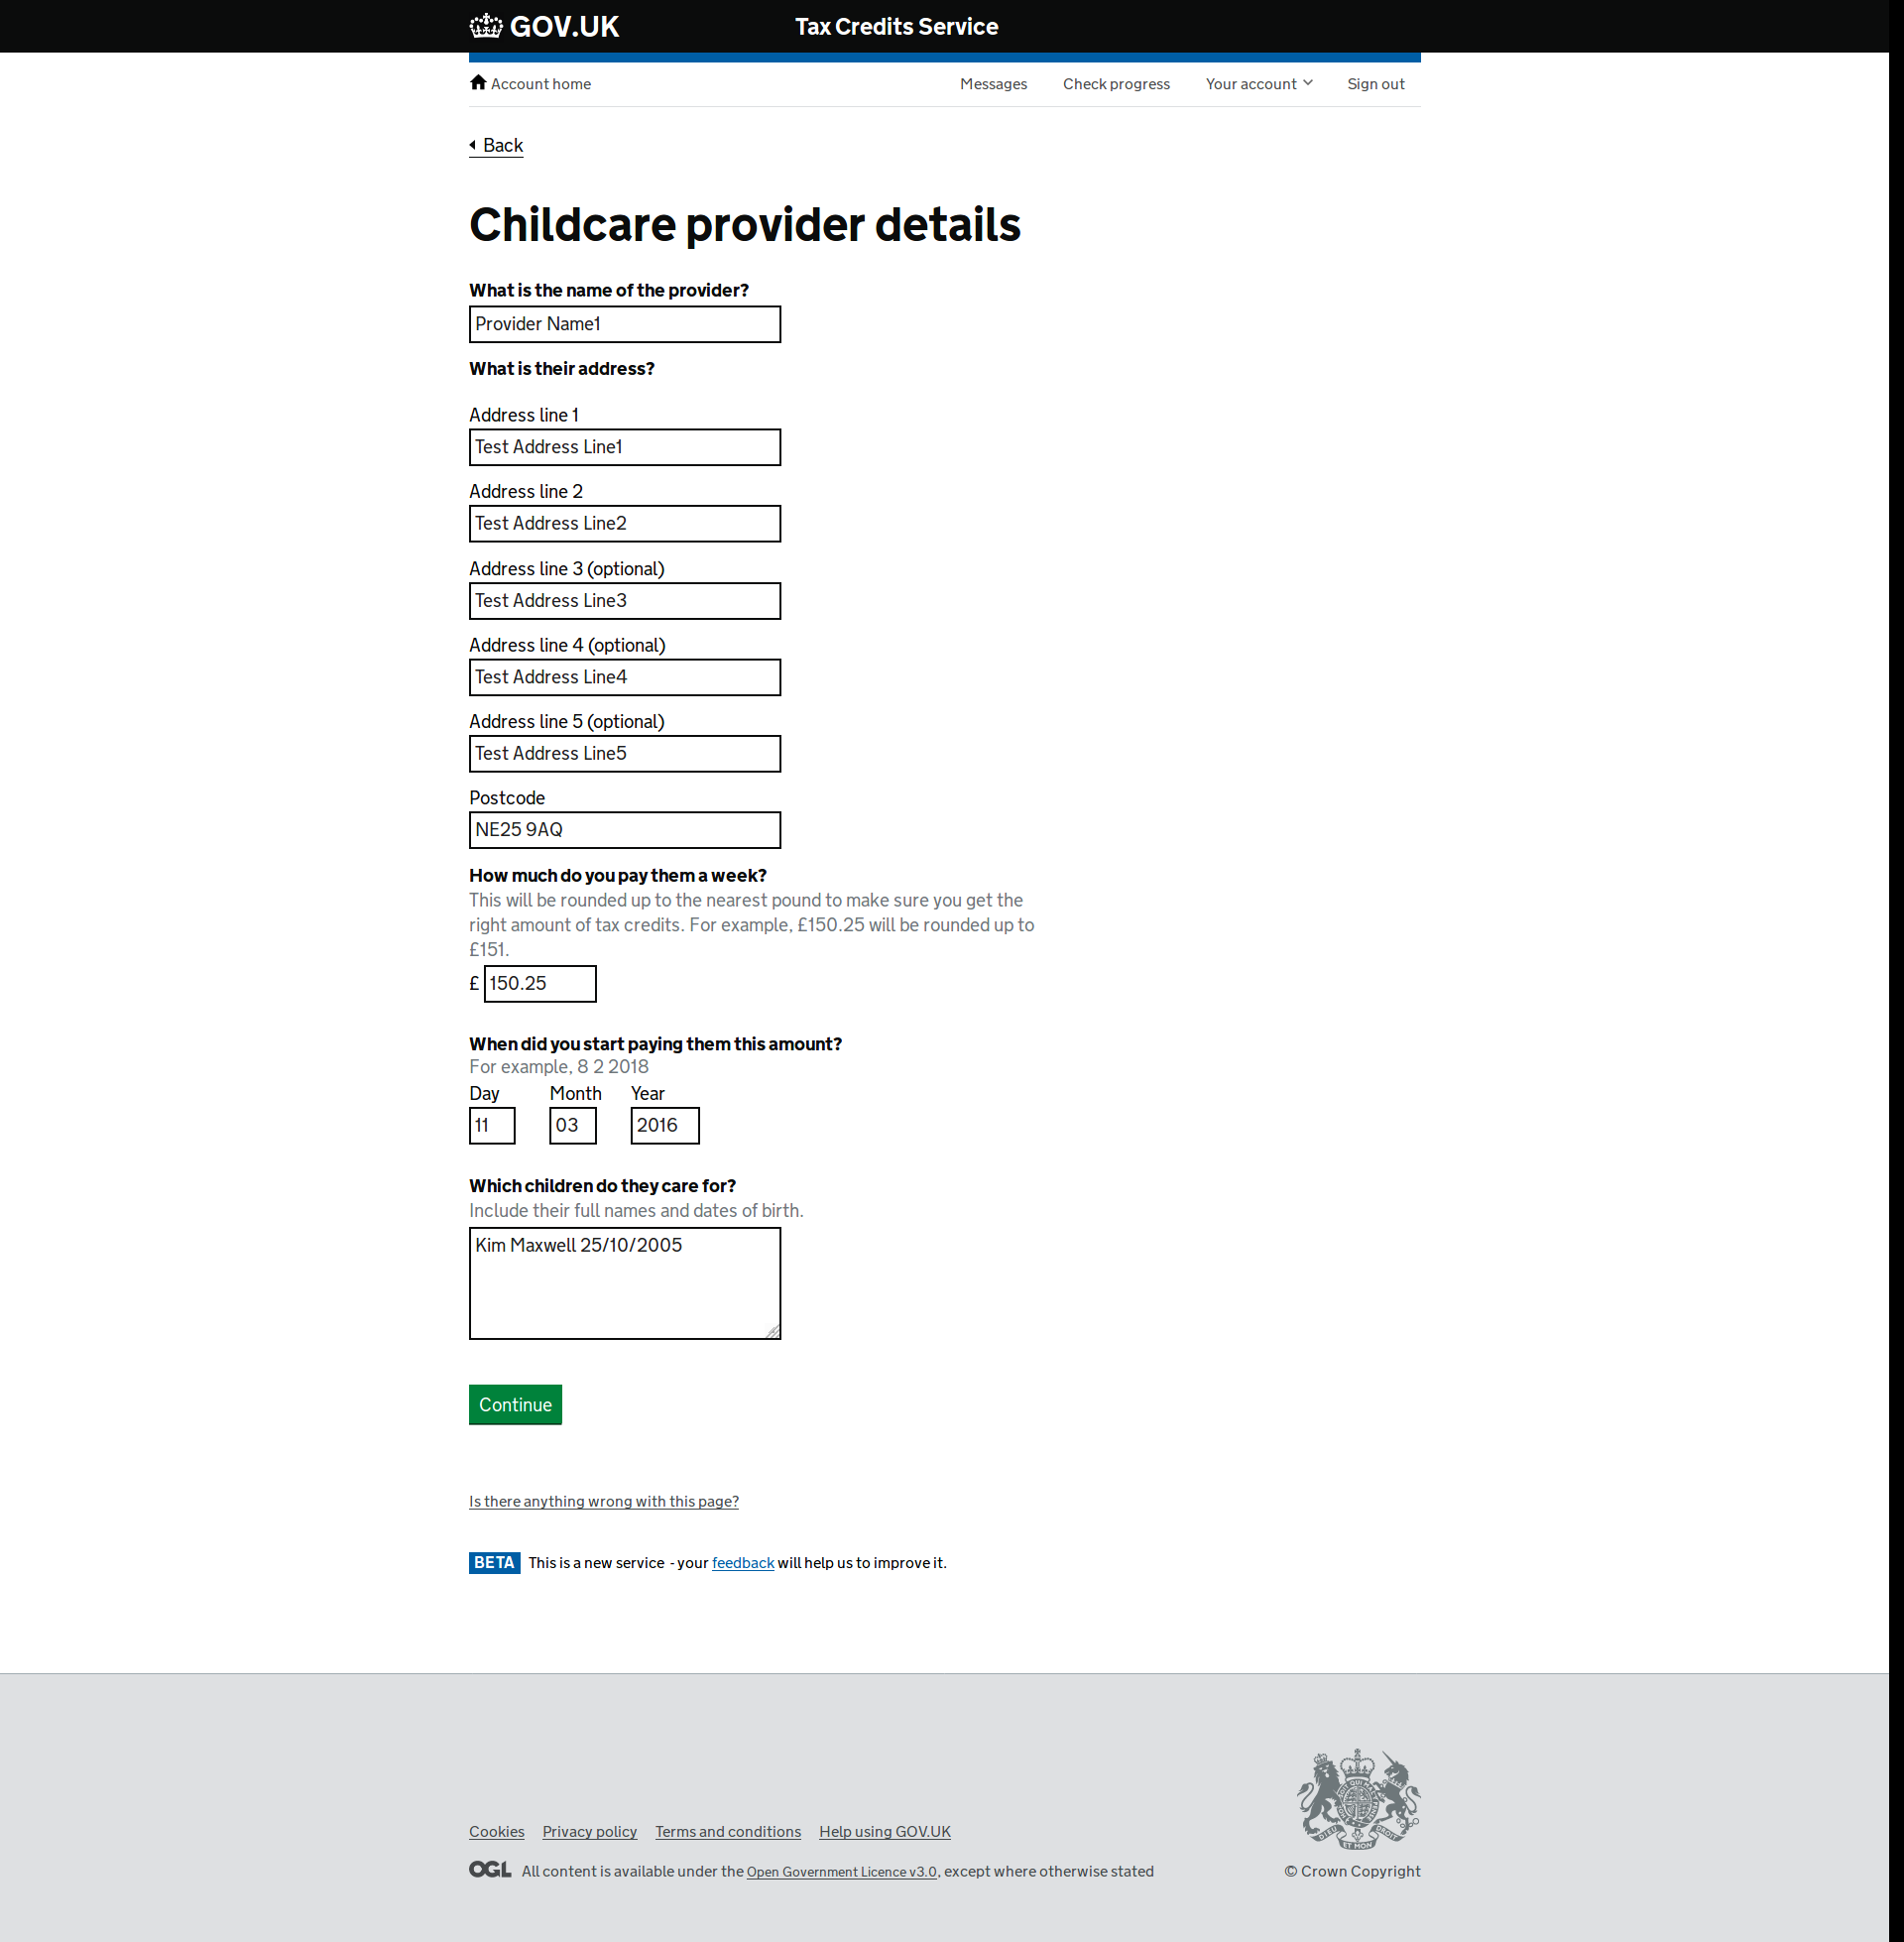 GOV.UK
Tax Credits Service
Account home
Messages
Check progress
Your account
Sign out
Back
Childcare provider details
What is the name of the provider?
Provider Name1
What is their address?
Address line 1
Test Address Line1
Address line 2
Test Address Line2
Address line 3 (optional)
Test Address Line3
Address line 4 (optional)
Test Address Line4
Address line 5 (optional)
Test Address Line5
Postcode
NE25 9AQ
How much do you pay them a week?
This will be rounded up to the nearest pound to make sure you get the
right amount of tax credits. For example, £150.25 will be rounded up to
£151.
£ 150.25
When did you start paying them this amount?
For example, 8 2 2018
Day Month Year
11 03 2016
Which children do they care for?
Include their full names and dates of birth.
Kim Maxwell 25/10/2005
Continue
Is there anything wrong with this page?
BETA This is a new service - your feedback will help us to improve it.
Cookies Privacy policy Terms and conditions Help using GOV.UK
OGL All content is available under the Open Government Licence v3.0, except where otherwise stated
© Crown Copyright